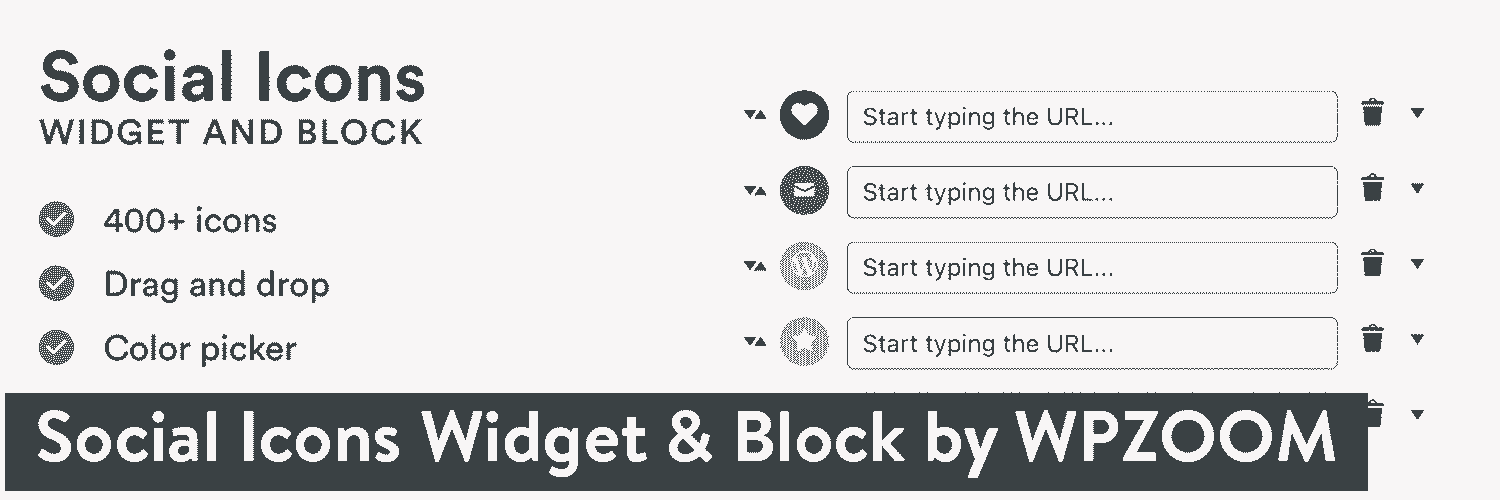 Social Icons
WIDGET AND BLOCK
400+ icons
Drag and drop
Color picker
Start typing the URL...
Start typing the URL...
Start typing the URL...
Start typing the URL...
Social Icons Widget & Block by WPZOOM